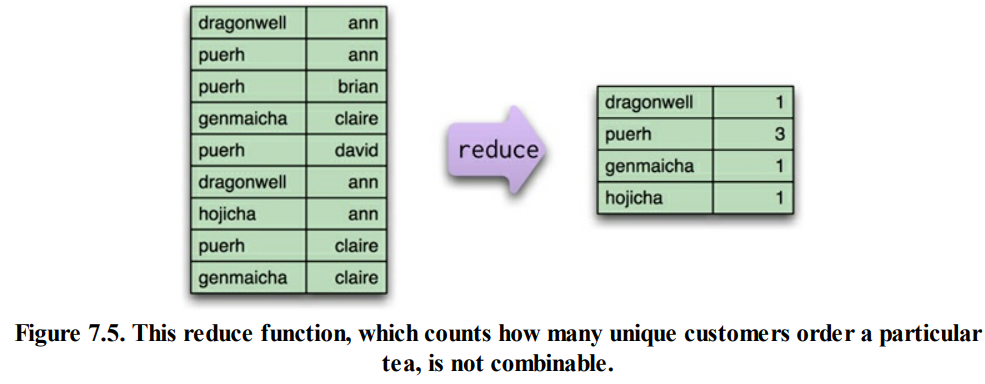 dragonwell ann
puerh ann
puerh brian
genmaicha claire
puerh david
dragonwell ann
hojicha ann
puerh claire
genmaicha claire
reduce
dragonwell 1
puerh 3
genmaicha 1
hojicha 1
Figure 7.5. This reduce function, which counts how many unique customers order a particular
tea, is not combinable.